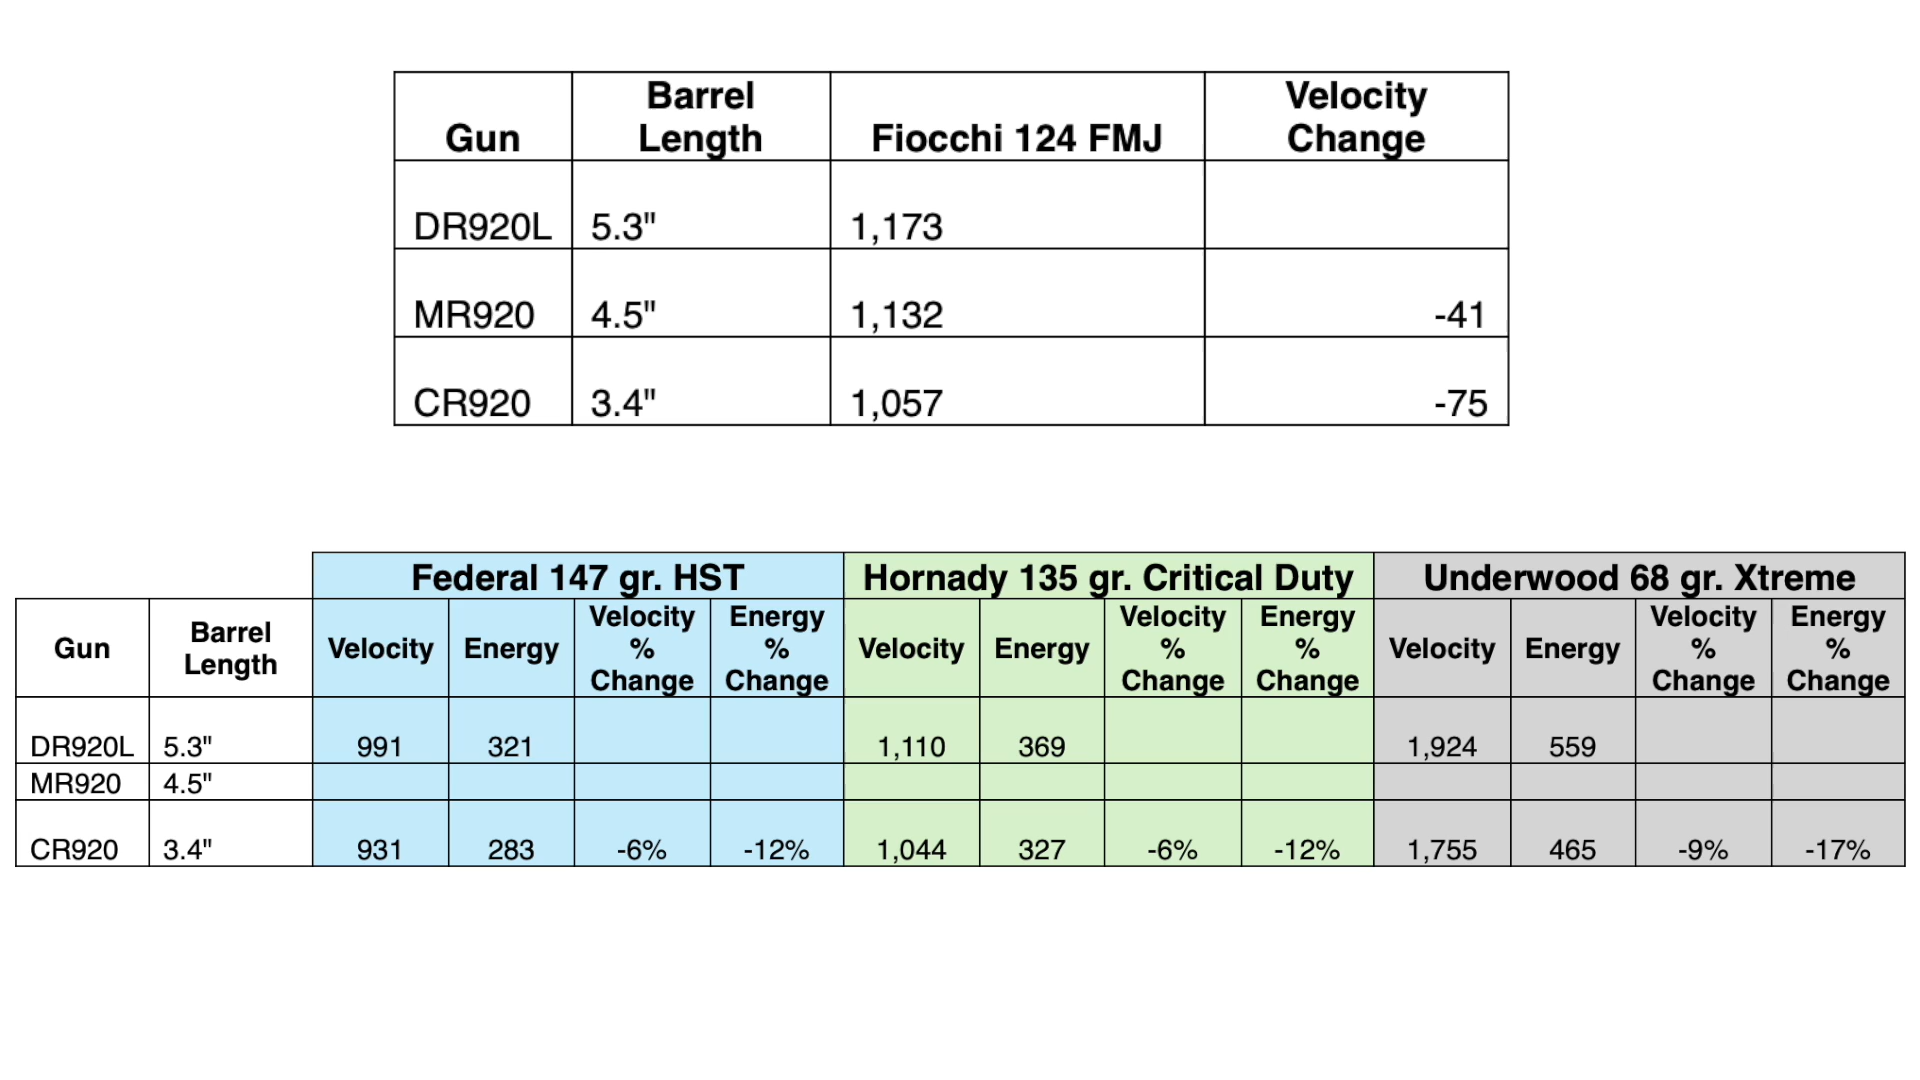 Gun Barrel Length Fiocchi 124 FMJ Velocity Change
DR920L 5.3" 1,173
MR920 4.5" 1,132 -41
CR920 3.4" 1,057 -75
Federal 147 gr. HST Hornady 135 gr. Critical Duty Underwood 68 gr. Xtreme
Gun Barrel Length Velocity Energy Velocity % Change Energy % Change Velocity Energy Velocity % Change Energy % Change Velocity Energy Velocity % Change Energy % Change
DR920L 5.3" 991 321 1,110 369 1,924 559
MR920 4.5"
CR920 3.4" 931 283 -6% -12% 1,044 327 -6% -12% 1,755 465 -9% -17%